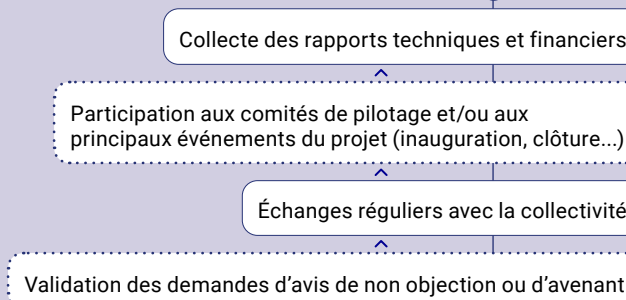 Collecte des rapports techniques et financiers
Participation aux comités de pilotage et/ou aux
principaux événements du projet (inauguration, clôture...)
Échanges réguliers avec la collectivité
Validation des demandes d’avis de non objection ou d’avenant